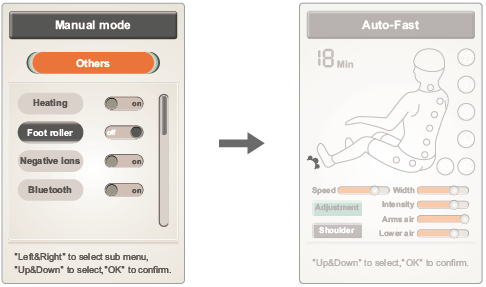 Manual mode
Others
Heating
on
Foot roller
off
Negative Ions
on
Bluetooth
on
"Left&Right" to select sub menu,
"Up&Down" to select,"OK" to confirm.
Auto-Fast
18 Min
Speed
Width
Adjustment
Intensity
Arms air
Shoulder
Lower air
"Up&Down" to select,"OK" to confirm.